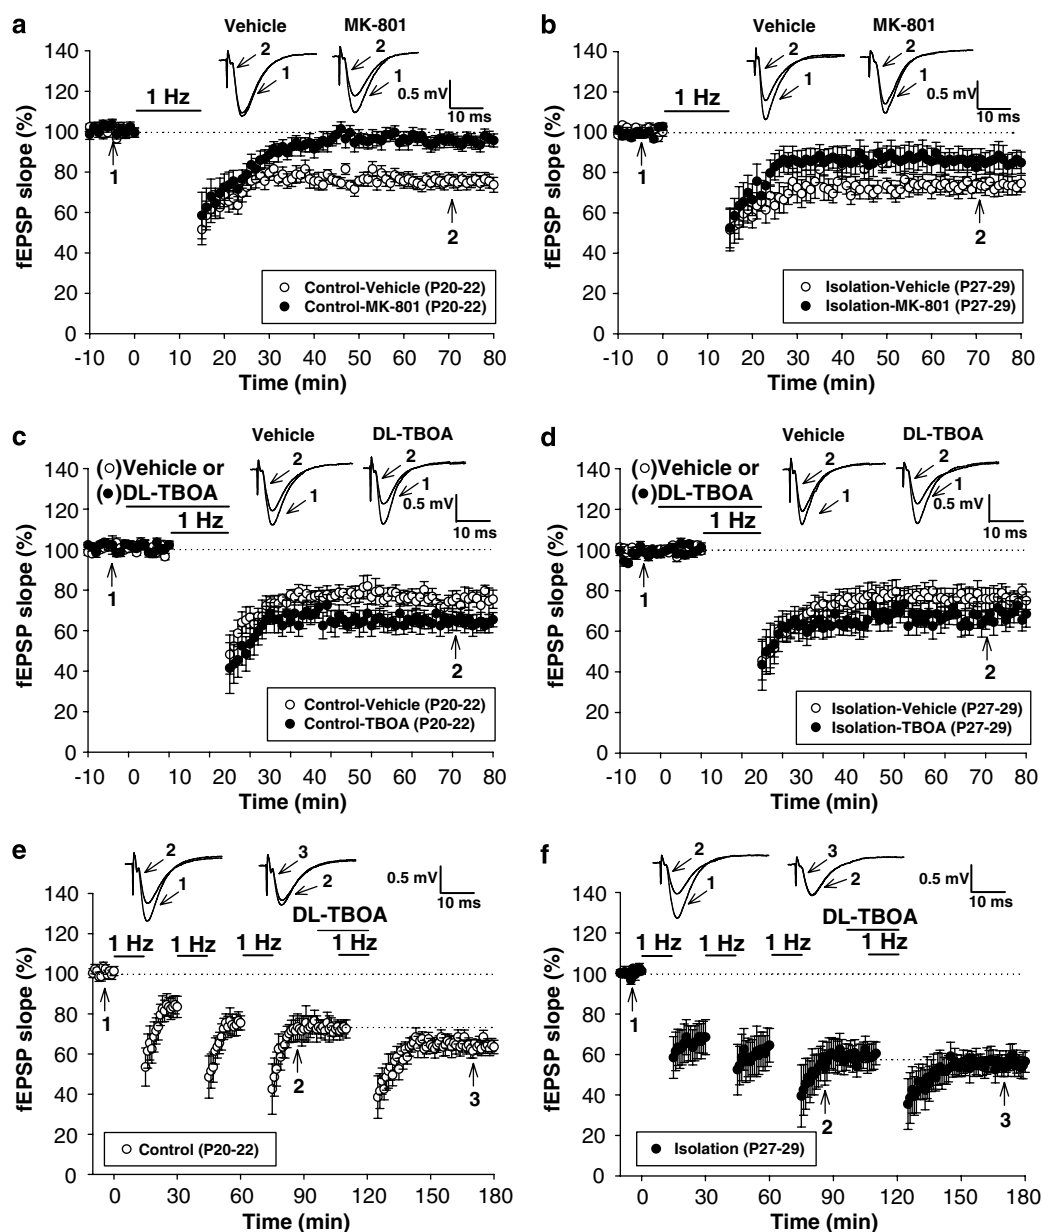 a
Vehicle
MK-801
140
120
100
80
60
40
20
0
fEPSP slope (%)
1 Hz
2
1
2
1
0.5 mV
10 ms
1
2
Control-Vehicle (P20-22)
Control-MK-801 (P20-22)
-10 0 10 20 30 40 50 60 70 80
Time (min)
b
Vehicle
MK-801
140
120
100
80
60
40
20
0
fEPSP slope (%)
1 Hz
2
1
2
1
0.5 mV
10 ms
1
2
Isolation-Vehicle (P27-29)
Isolation-MK-801 (P27-29)
-10 0 10 20 30 40 50 60 70 80
Time (min)
c
Vehicle
DL-TBOA
140
120
100
80
60
40
20
0
fEPSP slope (%)
(○)Vehicle or
(●)DL-TBOA
1 Hz
2
1
2
1
0.5 mV
10 ms
1
2
Control-Vehicle (P20-22)
Control-TBOA (P20-22)
-10 0 10 20 30 40 50 60 70 80
Time (min)
d
Vehicle
DL-TBOA
140
120
100
80
60
40
20
0
fEPSP slope (%)
(○)Vehicle or
(●)DL-TBOA
1 Hz
2
1
2
1
0.5 mV
10 ms
1
2
Isolation-Vehicle (P27-29)
Isolation-TBOA (P27-29)
-10 0 10 20 30 40 50 60 70 80
Time (min)
e
140
120
100
80
60
40
20
0
fEPSP slope (%)
2
1
3
2
0.5 mV
10 ms
DL-TBOA
1 Hz 1 Hz 1 Hz 1 Hz
1
2
3
Control (P20-22)
0 30 60 90 120 150 180
Time (min)
f
140
120
100
80
60
40
20
0
fEPSP slope (%)
2
1
3
2
0.5 mV
10 ms
DL-TBOA
1 Hz 1 Hz 1 Hz 1 Hz
1
2
3
Isolation (P27-29)
0 30 60 90 120 150 180
Time (min)